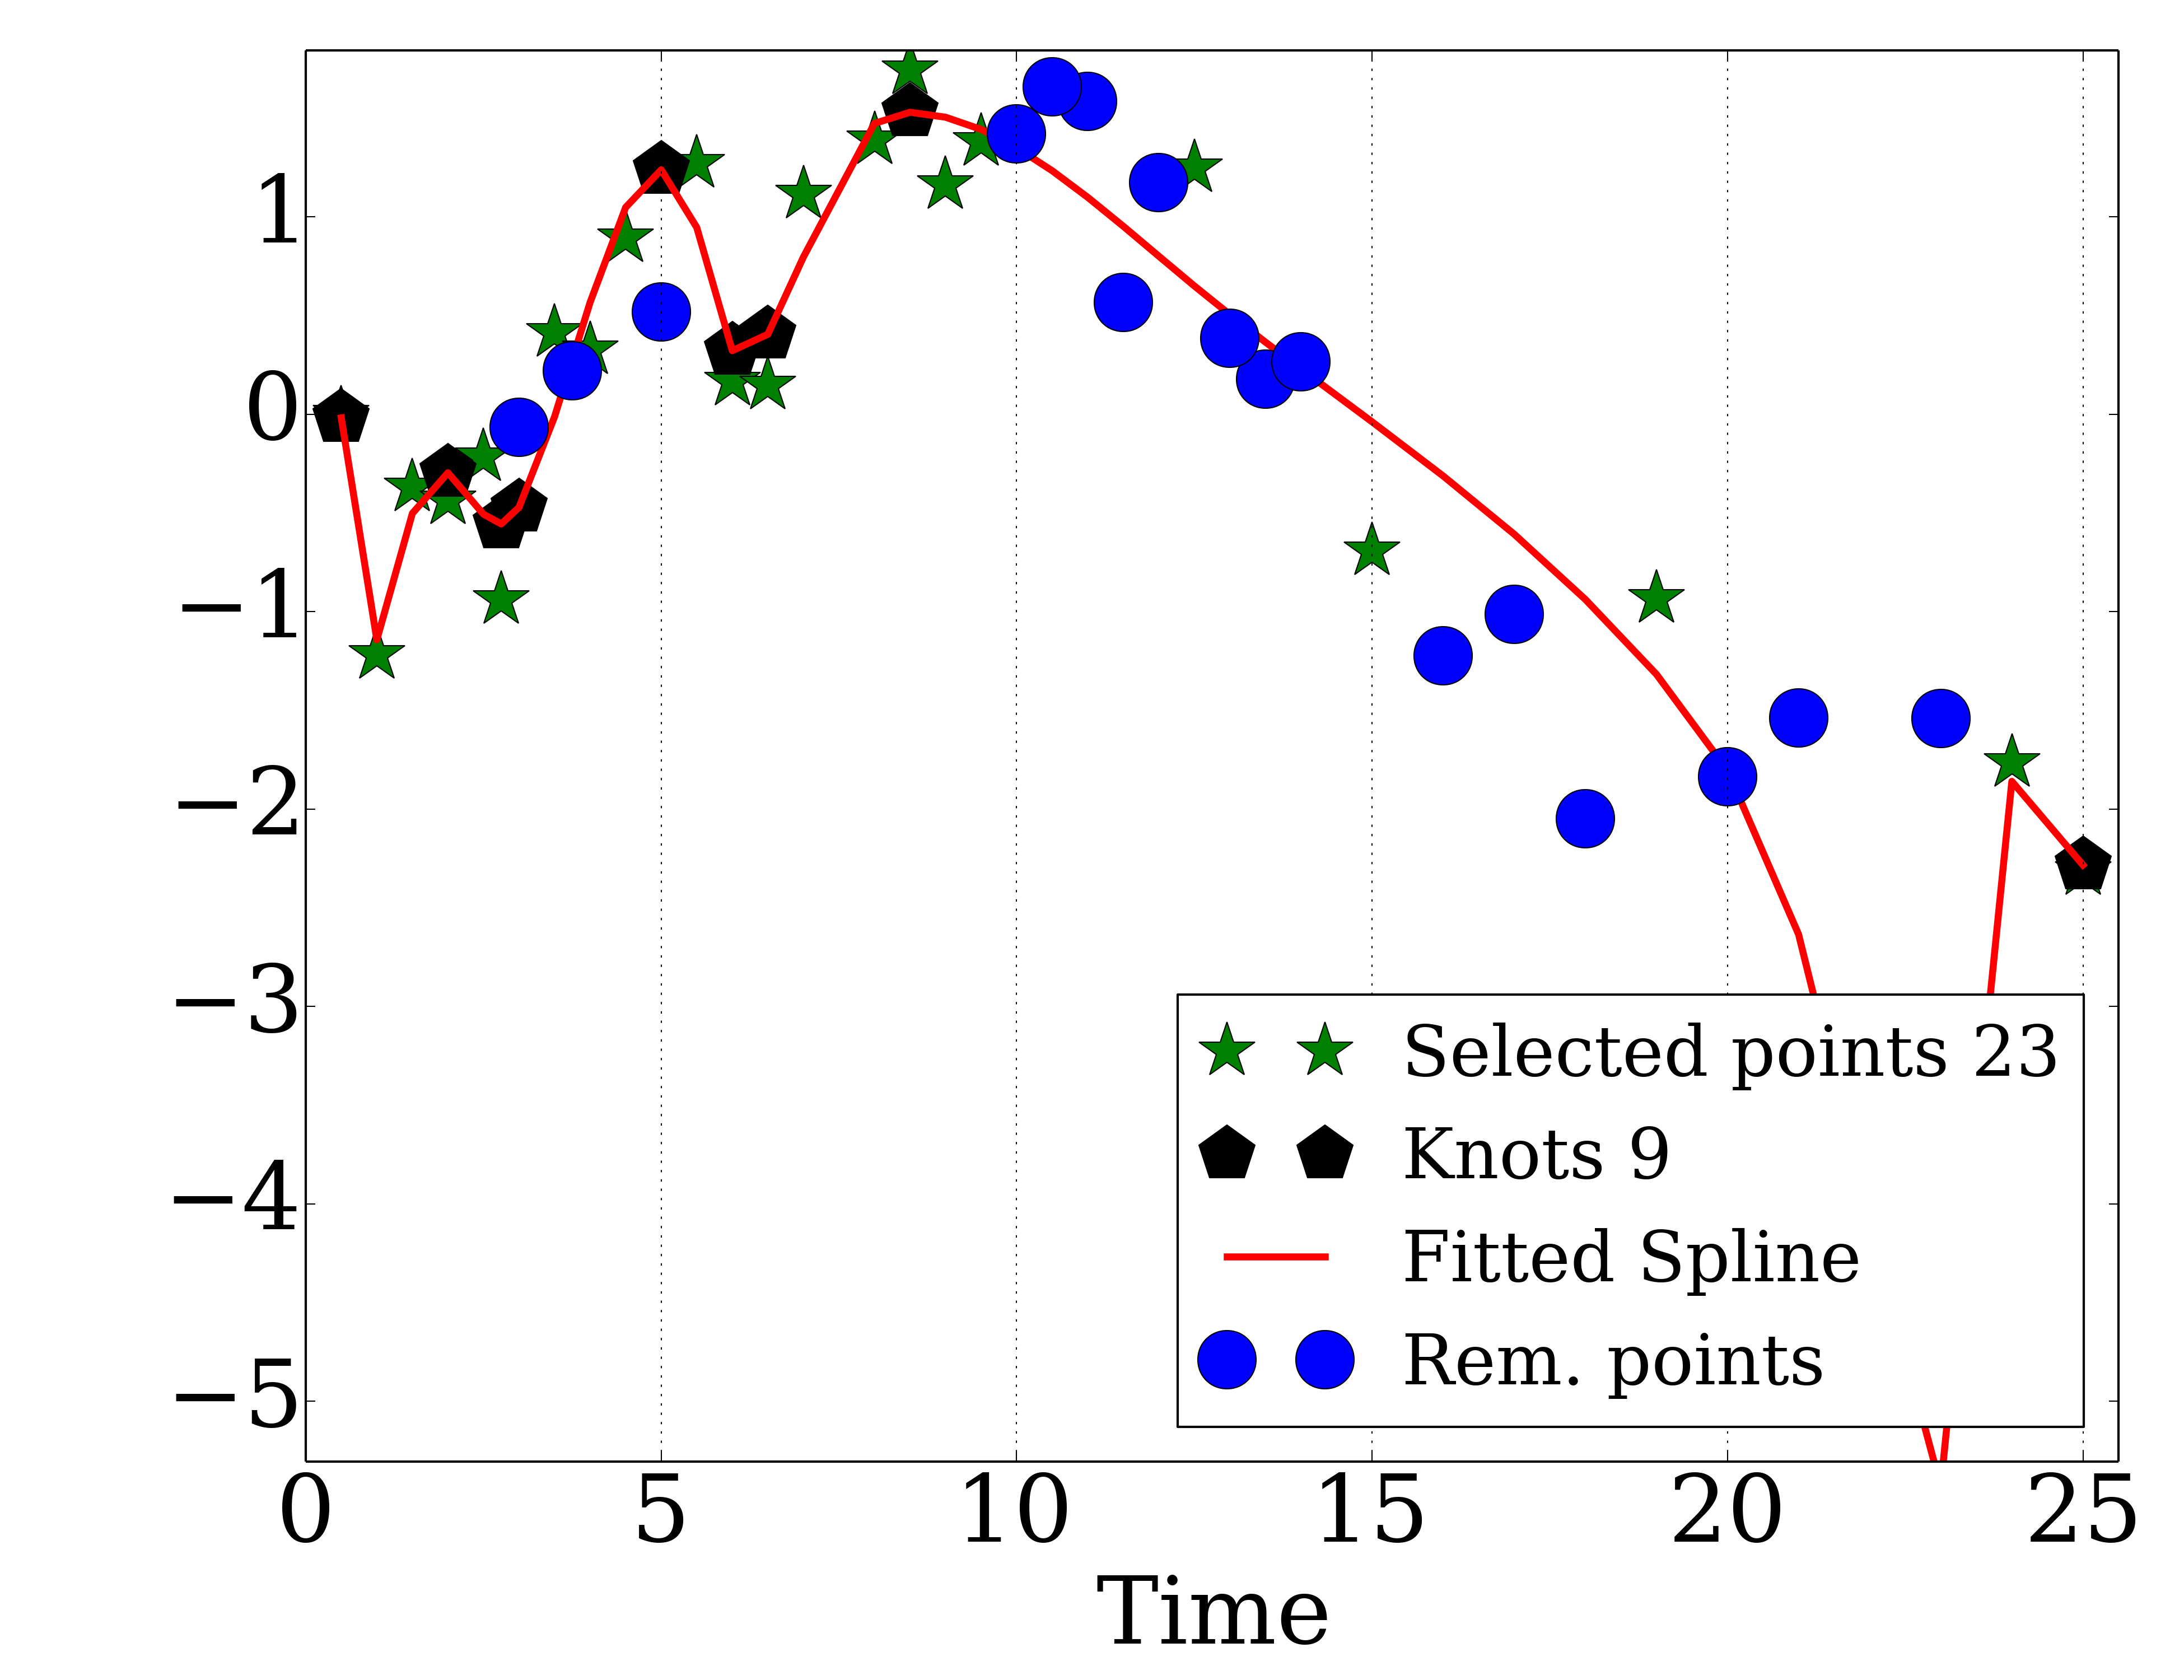 1
0
−1
−2
−3
−4
−5
Selected points 23
Knots 9
Fitted Spline
Rem. points
0 5 10 15 20 25
Time